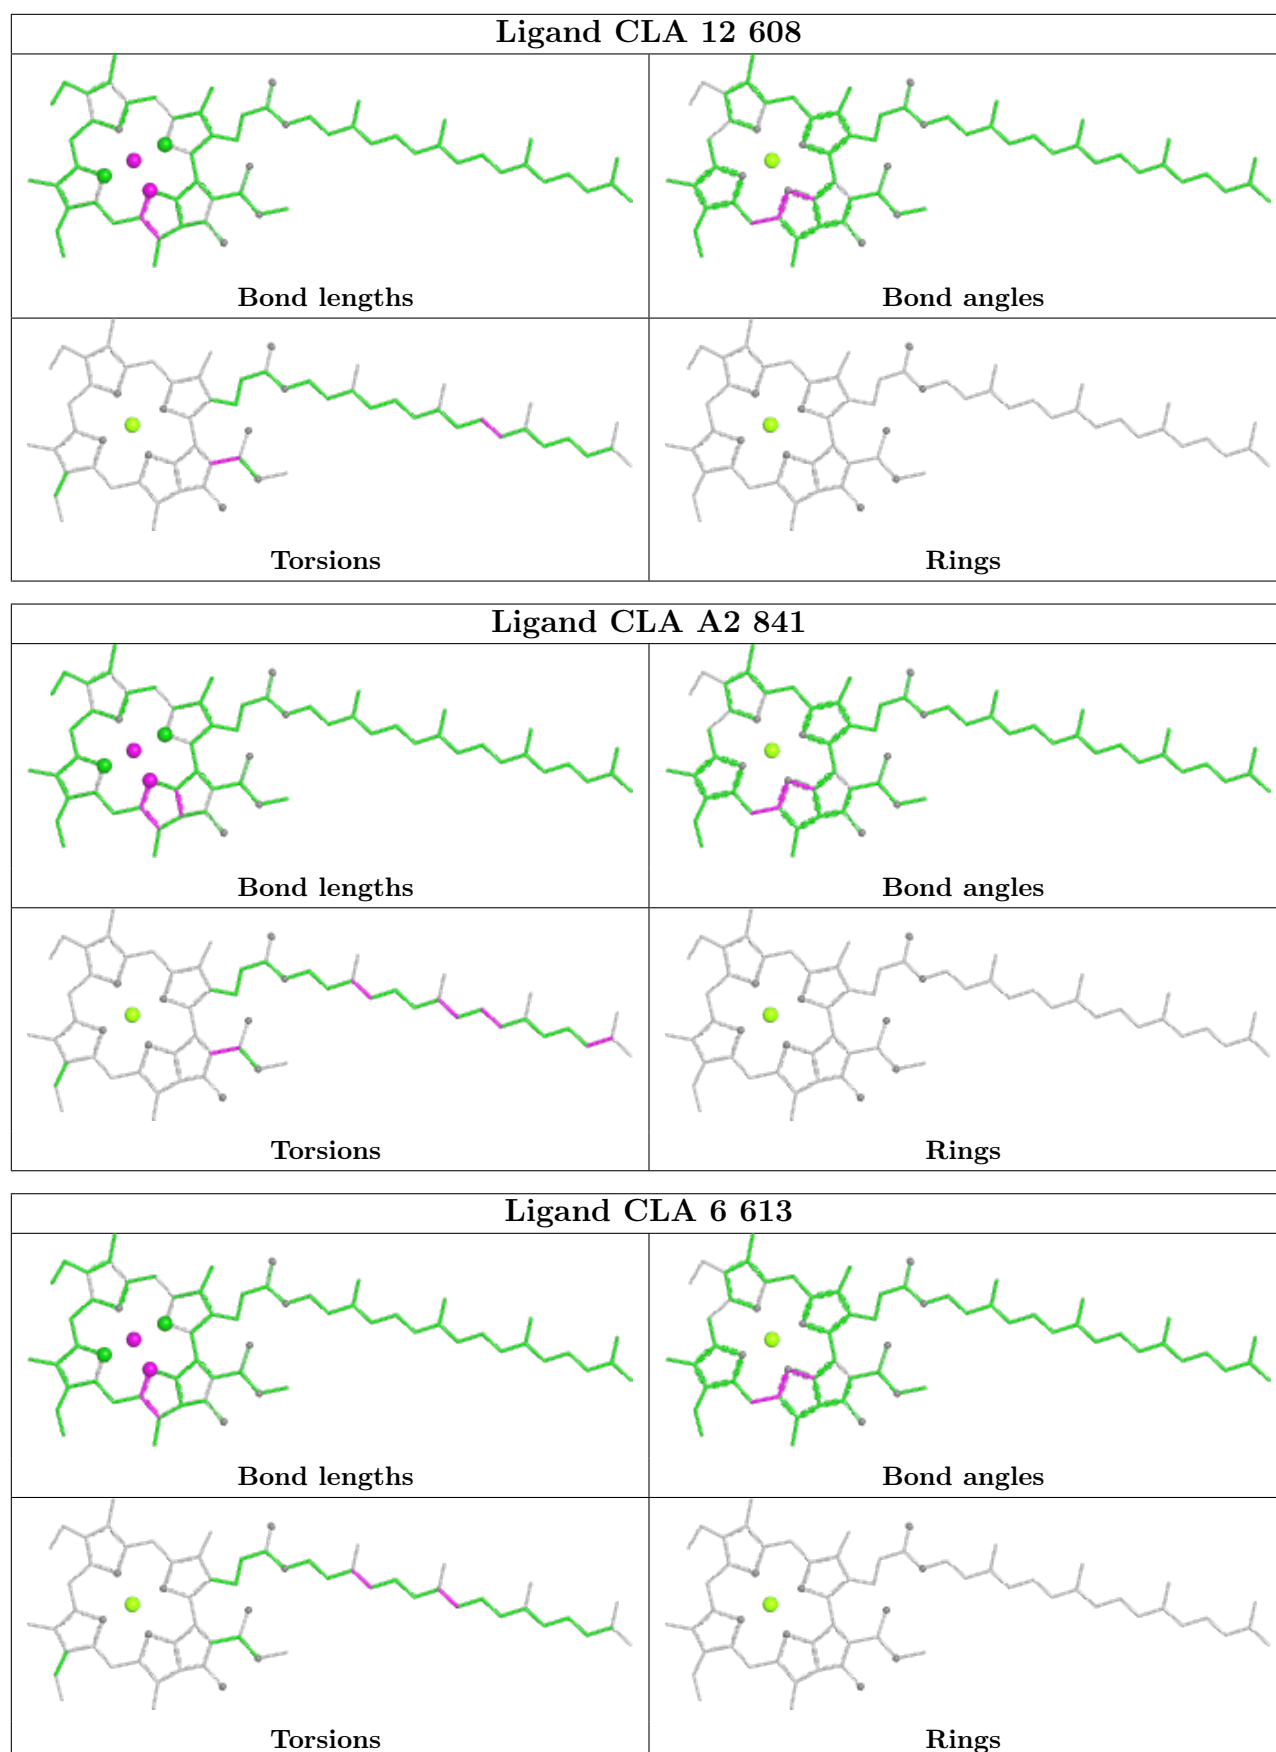 Ligand CLA 12 608
Bond lengths
Bond angles
Torsions
Rings
Ligand CLA A2 841
Bond lengths
Bond angles
Torsions
Rings
Ligand CLA 6 613
Bond lengths
Bond angles
Torsions
Rings